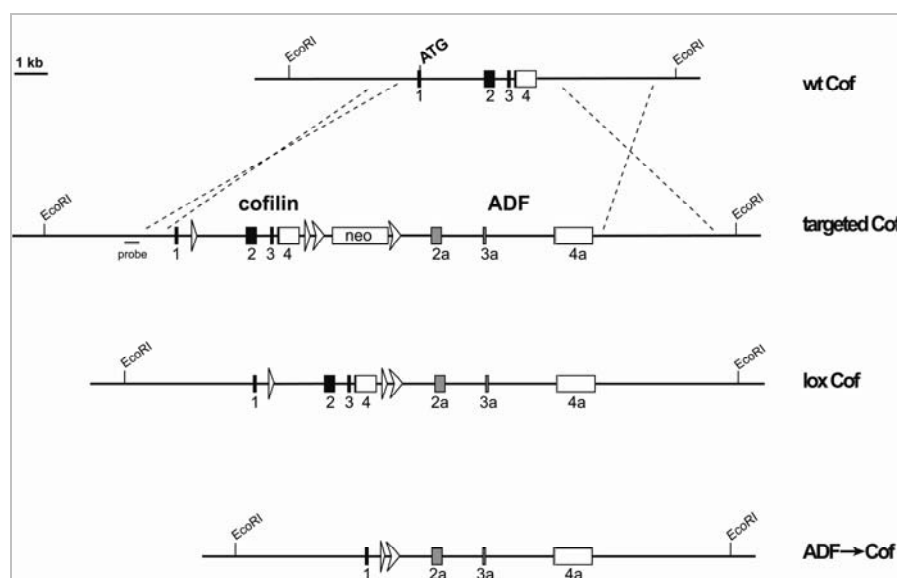 1 kb
EcoRI
ATG
EcoRI
1 2 3 4
wt Cof
EcoRI
cofilin
ADF
EcoRI
targeted Cof
neo
probe
1 2 3 4 2a 3a 4a
EcoRI
EcoRI
lox Cof
1 2 3 4 2a 3a 4a
EcoRI
EcoRI
ADF→Cof
1 2a 3a 4a